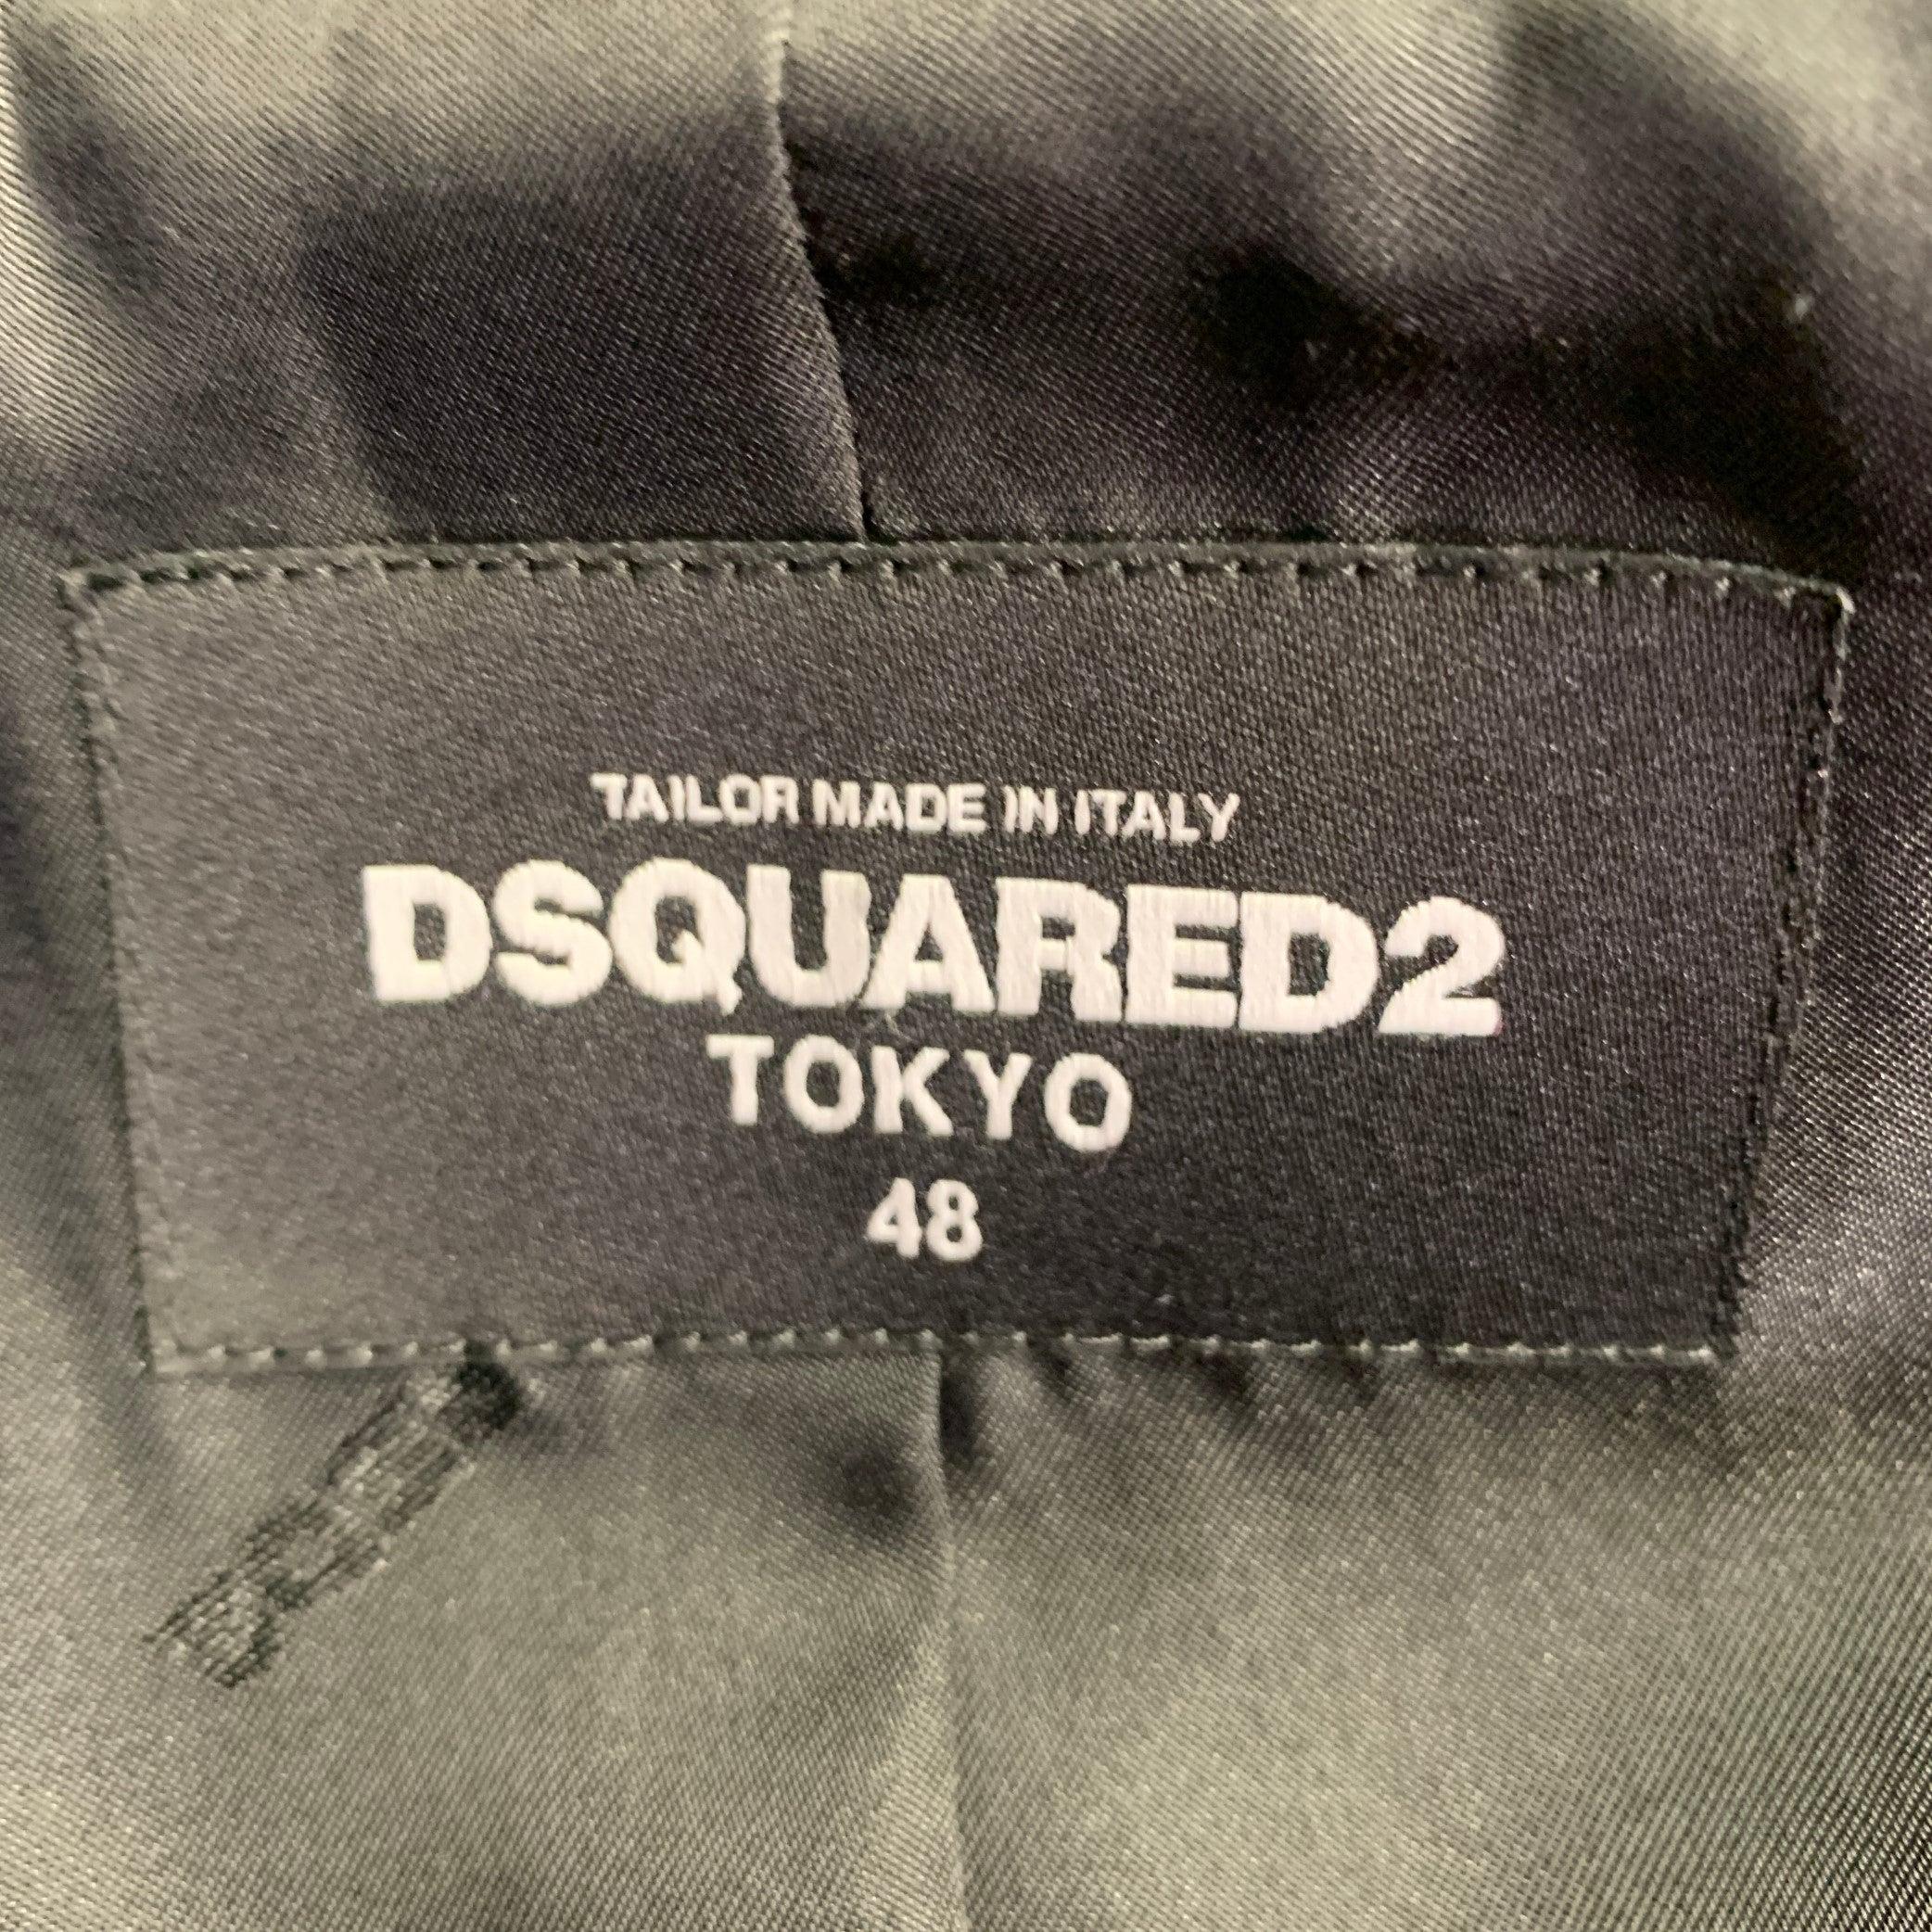 TAILOR MADE IN ITALY
DSQUARED2
TOKYO
48